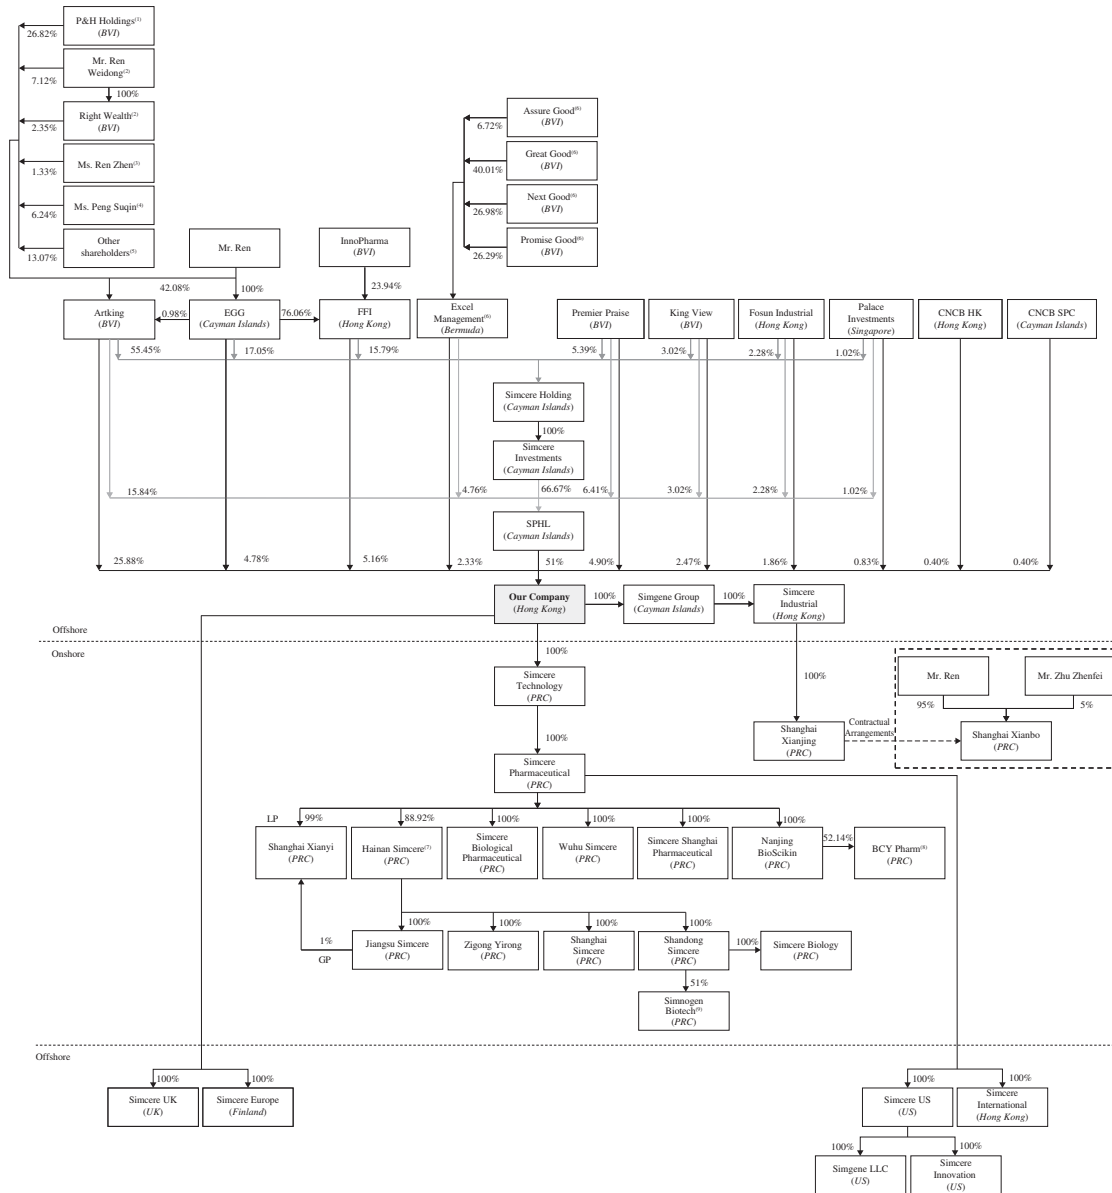 P&H Holdings(1)
(BVI)
26.82%
Mr. Ren
Weidong(2)
7.12%
100%
Right Wealth(2)
(BVI)
2.35%
Ms. Ren Zhen(3)
1.33%
Ms. Peng Suqin(4)
6.24%
Other
shareholders(5)
13.07%
Assure Good(6)
(BVI)
6.72%
Great Good(6)
(BVI)
40.01%
Next Good(6)
(BVI)
26.98%
Promise Good(6)
(BVI)
26.29%
Mr. Ren
InnoPharma
(BVI)
42.08%
100%
23.94%
Artking
(BVI)
0.98%
EGG
(Cayman Islands)
76.06%
FFI
(Hong Kong)
Excel
Management(6)
(Bermuda)
Premier Praise
(BVI)
King View
(BVI)
Fosun Industrial
(Hong Kong)
Palace
Investments
(Singapore)
CNCB HK
(Hong Kong)
CNCB SPC
(Cayman Islands)
55.45%
17.05%
15.79%
5.39%
3.02%
2.28%
1.02%
Simcere Holding
(Cayman Islands)
100%
Simcere
Investments
(Cayman Islands)
15.84%
4.76%
66.67%
6.41%
3.02%
2.28%
1.02%
SPHL
(Cayman Islands)
25.88%
4.78%
5.16%
2.33%
51%
4.90%
2.47%
1.86%
0.83%
0.40%
0.40%
Our Company
(Hong Kong)
100%
Simgene Group
(Cayman Islands)
100%
Simcere
Industrial
(Hong Kong)
Offshore
Onshore
100%
Simcere
Technology
(PRC)
100%
Mr. Ren
Mr. Zhu Zhenfei
95%
5%
Shanghai
Xianjing
(PRC)
Contractual
Arrangements
Shanghai Xianbo
(PRC)
100%
Simcere
Pharmaceutical
(PRC)
LP
99%
88.92%
100%
100%
100%
100%
Shanghai Xianyi
(PRC)
Hainan Simcere(7)
(PRC)
Simcere
Biological
Pharmaceutical
(PRC)
Wuhu Simcere
(PRC)
Simcere Shanghai
Pharmaceutical
(PRC)
Nanjing
BioScikin
(PRC)
52.14%
BCY Pharm(8)
(PRC)
100%
100%
100%
100%
1%
GP
Jiangsu Simcere
(PRC)
Zigong Yirong
(PRC)
Shanghai
Simcere
(PRC)
Shandong
Simcere
(PRC)
100%
Simcere Biology
(PRC)
51%
Simnogen
Biotech(9)
(PRC)
Offshore
100%
100%
100%
100%
Simcere UK
(UK)
Simcere Europe
(Finland)
Simcere US
(US)
Simcere
International
(Hong Kong)
100%
100%
Simgene LLC
(US)
Simcere
Innovation
(US)